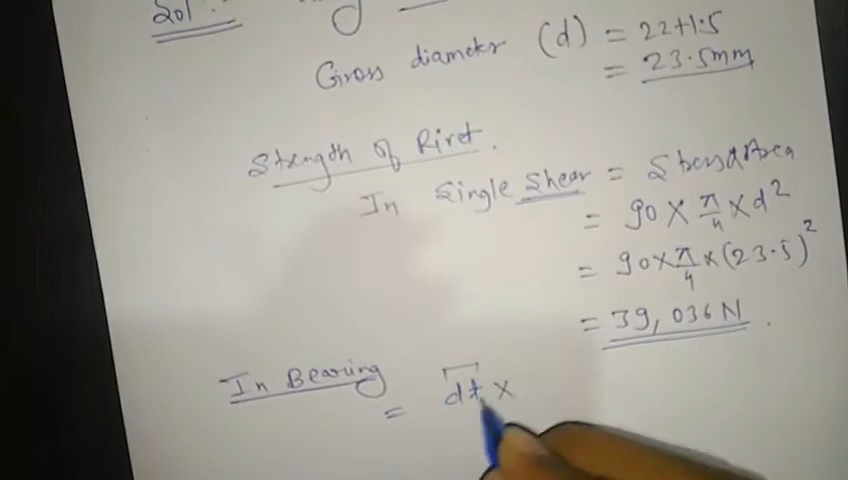 Sol :
Gross diameter (d) = 22+1.5
= 23.5mm
Strength of Rivet.
In Single Shear = Stress x Area
= 90 X π/4 X d²
= 90 X π/4 X (23.5)²
= 39,036 N.
In Bearing
= dt X